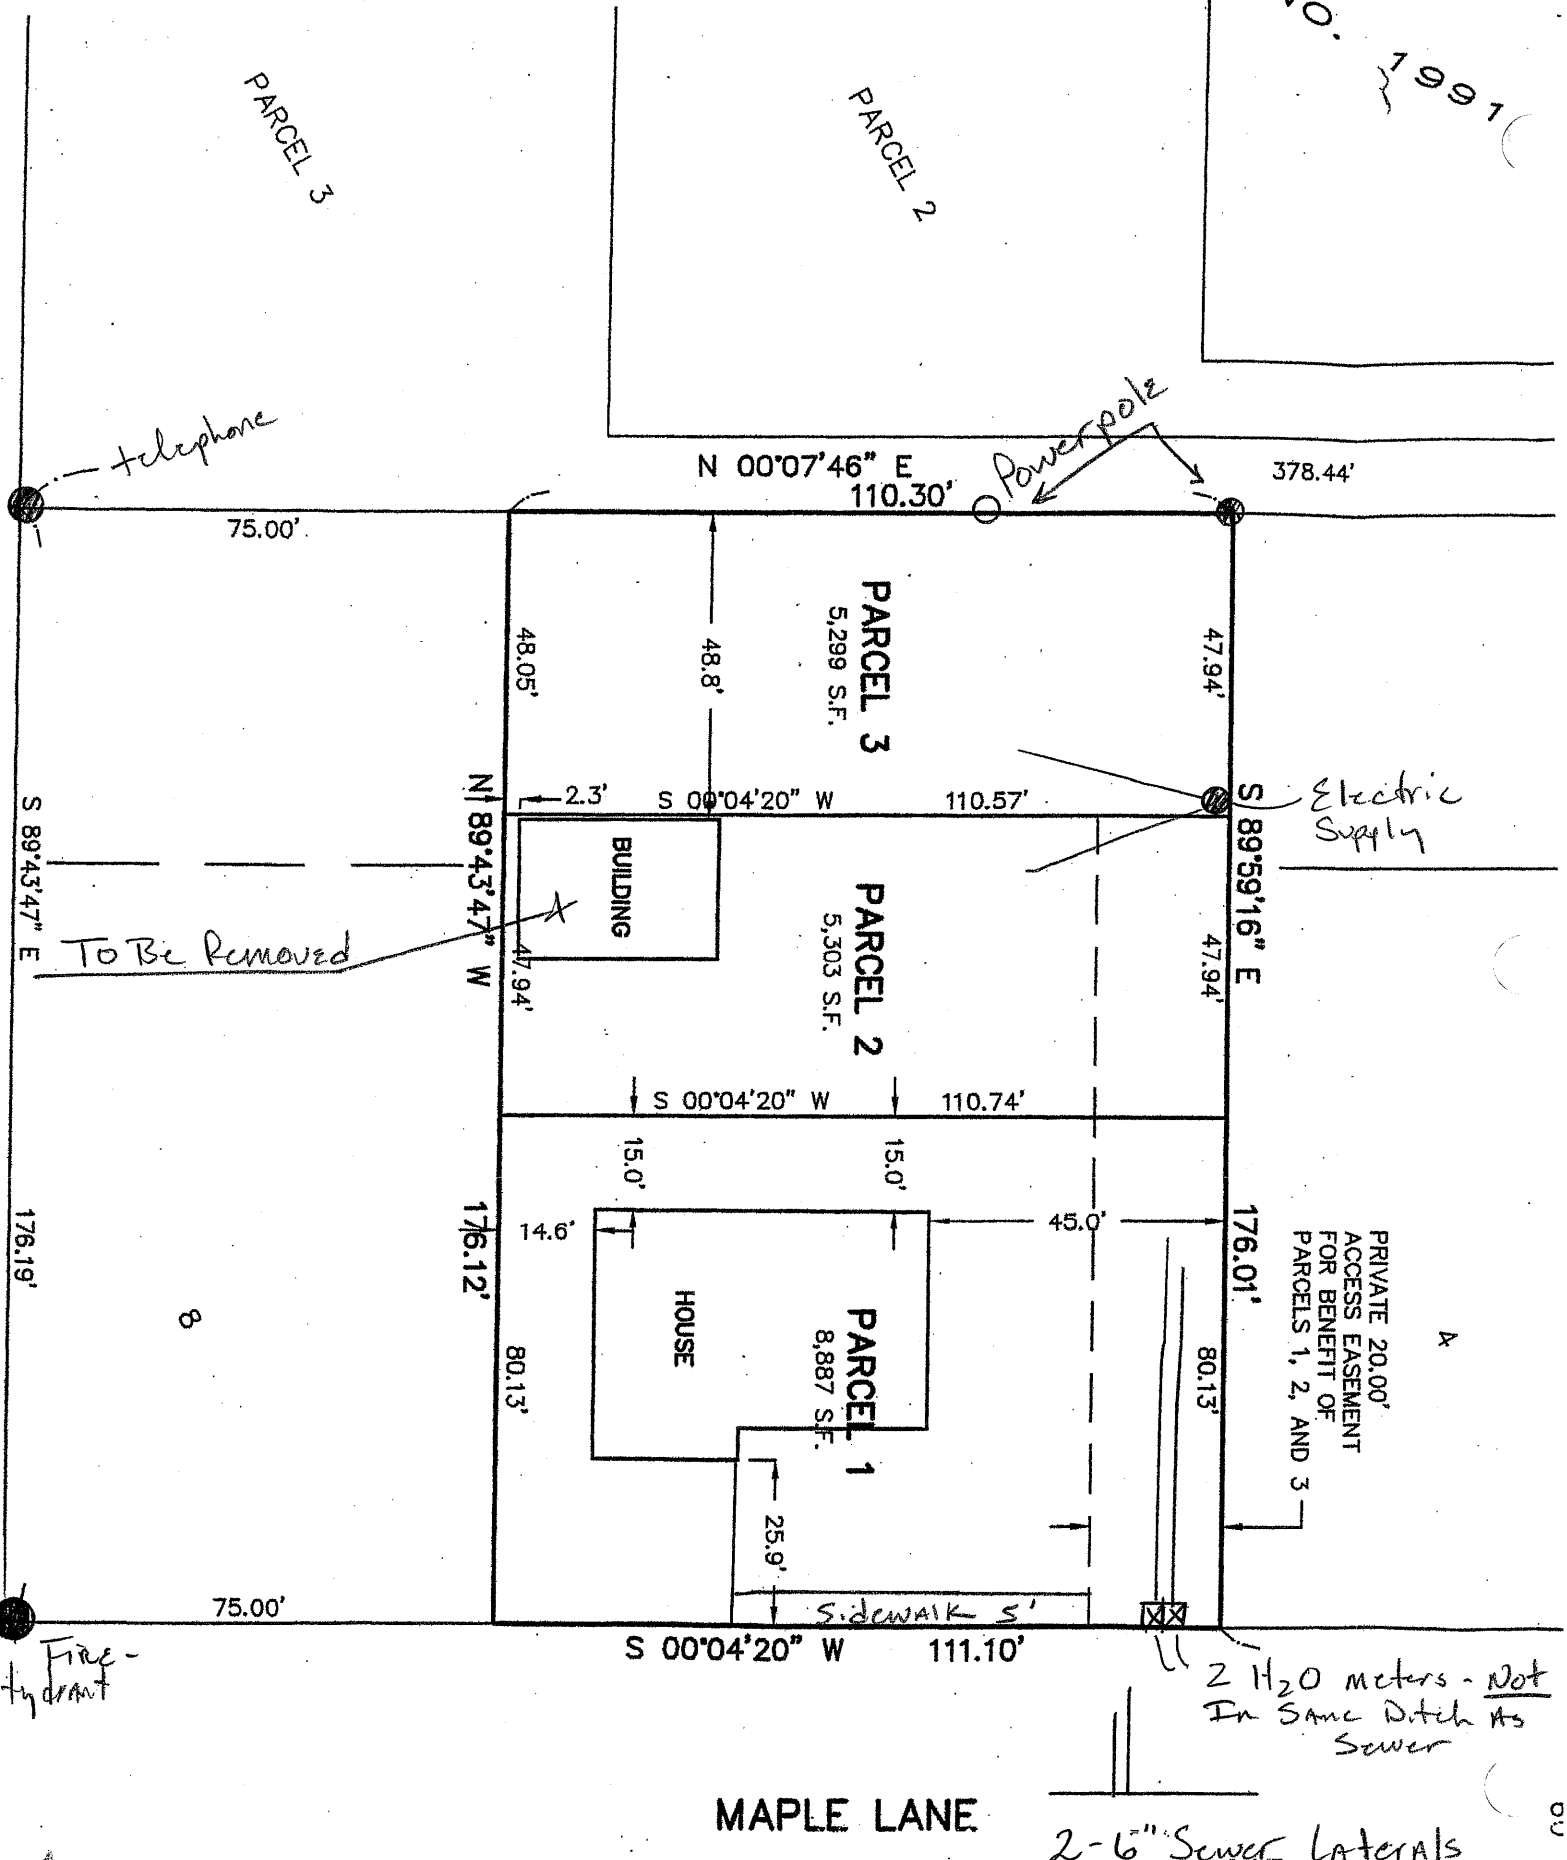 NO. 1991
PARCEL 3
PARCEL 2
telephone
Powerpole
N 00°07'46" E
110.30'
378.44'
75.00'
PARCEL 3
5,299 S.F.
48.05'
48.8'
47.94'
2.3'
S 00°04'20" W
110.57'
Electric
Supply
S 89°43'47" E
N 89°43'47" W
S 89°59'16" E
BUILDING
To Be Removed
PARCEL 2
5,303 S.F.
47.94'
47.94'
S 00°04'20" W
110.74'
15.0'
15.0'
14.6'
45.0'
176.19'
176.12'
176.01'
8
HOUSE
PARCEL 1
8,887 S.F.
80.13'
80.13'
PRIVATE 20.00'
ACCESS EASEMENT
FOR BENEFIT OF
PARCELS 1, 2, AND 3
A
25.9'
75.00'
Sidewalk 5'
S 00°04'20" W
111.10'
Fire-
Hydrant
2 H2O meters - Not
In Same Ditch As
Sewer
MAPLE LANE
2-6" Sewer Laterals